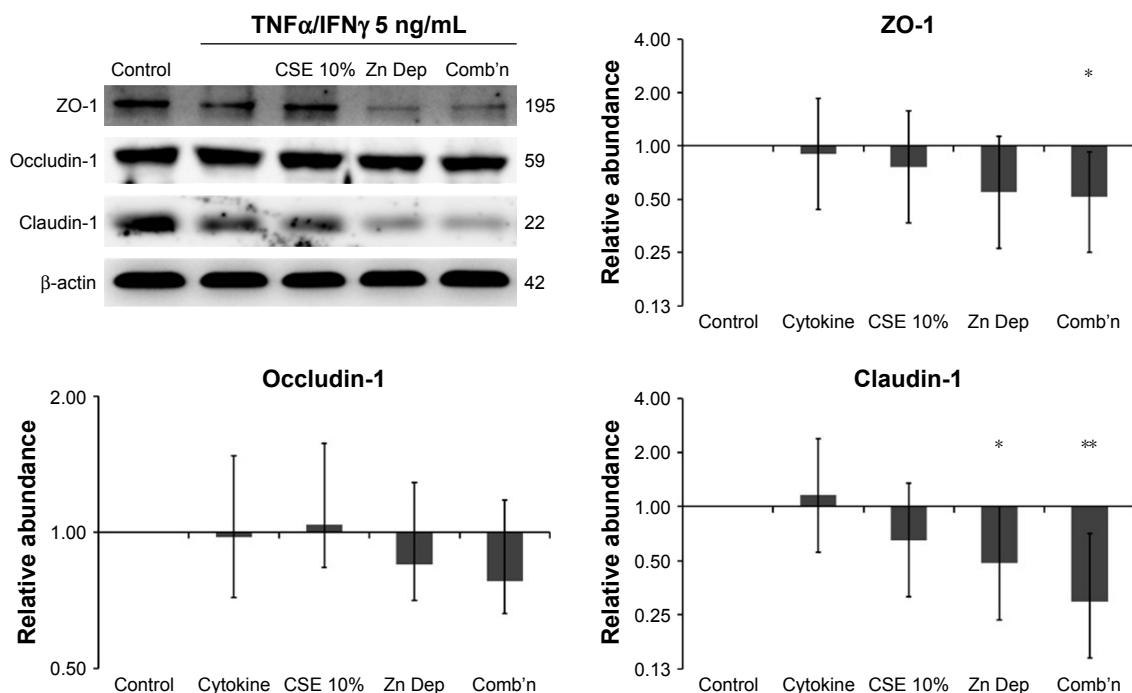 TNFα/IFNγ 5 ng/mL
Control CSE 10% Zn Dep Comb'n
ZO-1 195
Occludin-1 59
Claudin-1 22
β-actin 42
ZO-1
Relative abundance
4.00
2.00
1.00
0.50
0.25
0.13
*
Control Cytokine CSE 10% Zn Dep Comb'n
Occludin-1
Relative abundance
2.00
1.00
0.50
Control Cytokine CSE 10% Zn Dep Comb'n
Claudin-1
Relative abundance
4.00
2.00
1.00
0.50
0.25
0.13
* **
Control Cytokine CSE 10% Zn Dep Comb'n